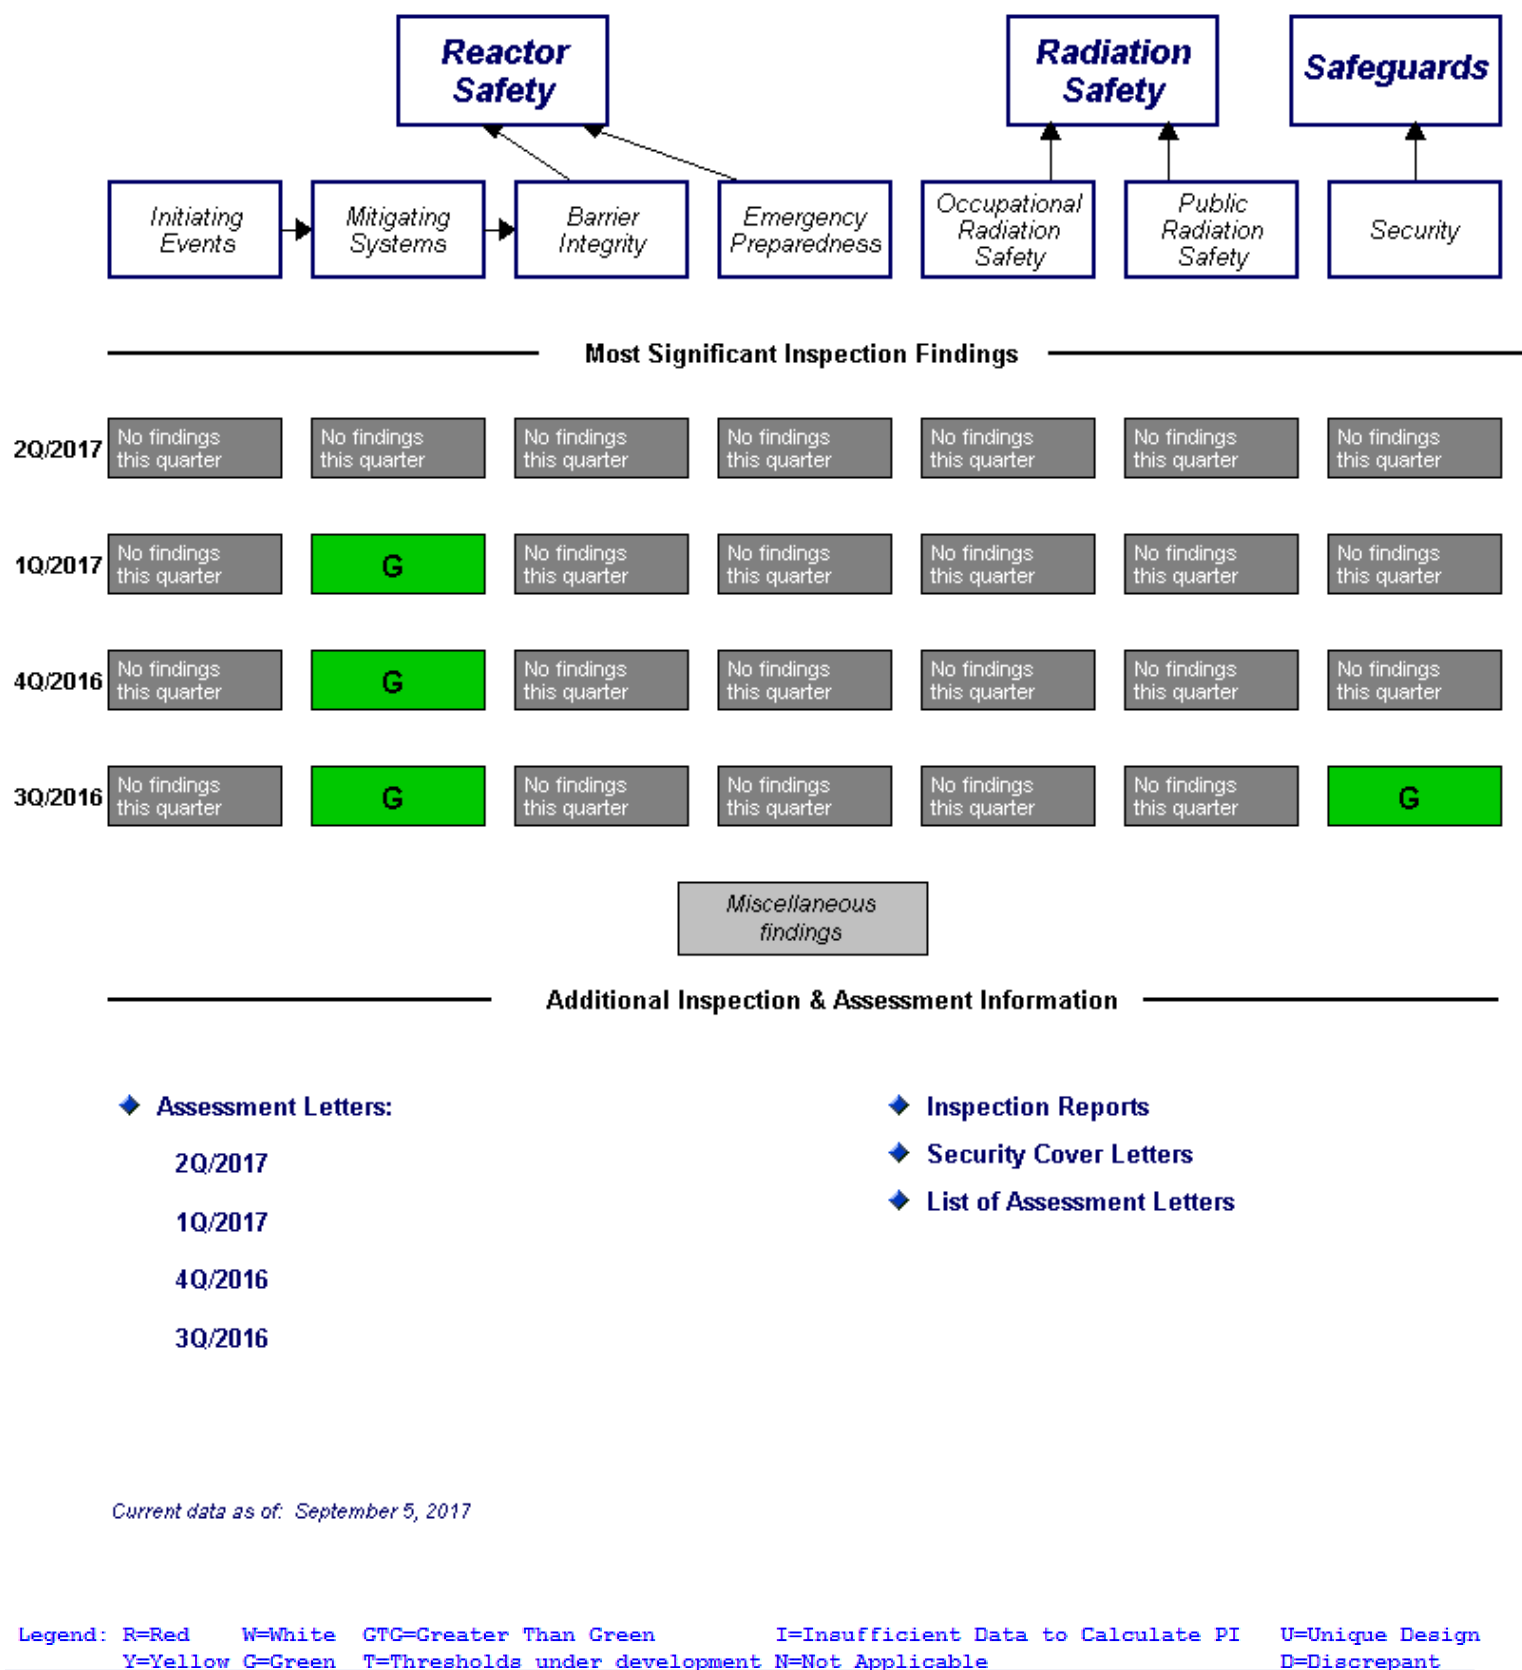 Reactor
Safety
Radiation
Safety
Safeguards
Initiating
Events
Mitigating
Systems
Barrier
Integrity
Emergency
Preparedness
Occupational
Radiation
Safety
Public
Radiation
Safety
Security
Most Significant Inspection Findings
2Q/2017
No findings
this quarter
No findings
this quarter
No findings
this quarter
No findings
this quarter
No findings
this quarter
No findings
this quarter
No findings
this quarter
1Q/2017
No findings
this quarter
G
No findings
this quarter
No findings
this quarter
No findings
this quarter
No findings
this quarter
No findings
this quarter
4Q/2016
No findings
this quarter
G
No findings
this quarter
No findings
this quarter
No findings
this quarter
No findings
this quarter
No findings
this quarter
3Q/2016
No findings
this quarter
G
No findings
this quarter
No findings
this quarter
No findings
this quarter
No findings
this quarter
G
Miscellaneous
findings
Additional Inspection & Assessment Information
Assessment Letters:
2Q/2017
1Q/2017
4Q/2016
3Q/2016
Inspection Reports
Security Cover Letters
List of Assessment Letters
Current data as of: September 5, 2017
Legend: R=Red W=White GTG=Greater Than Green I=Insufficient Data to Calculate PI U=Unique Design
Y=Yellow G=Green T=Thresholds under development N=Not Applicable D=Discrepant